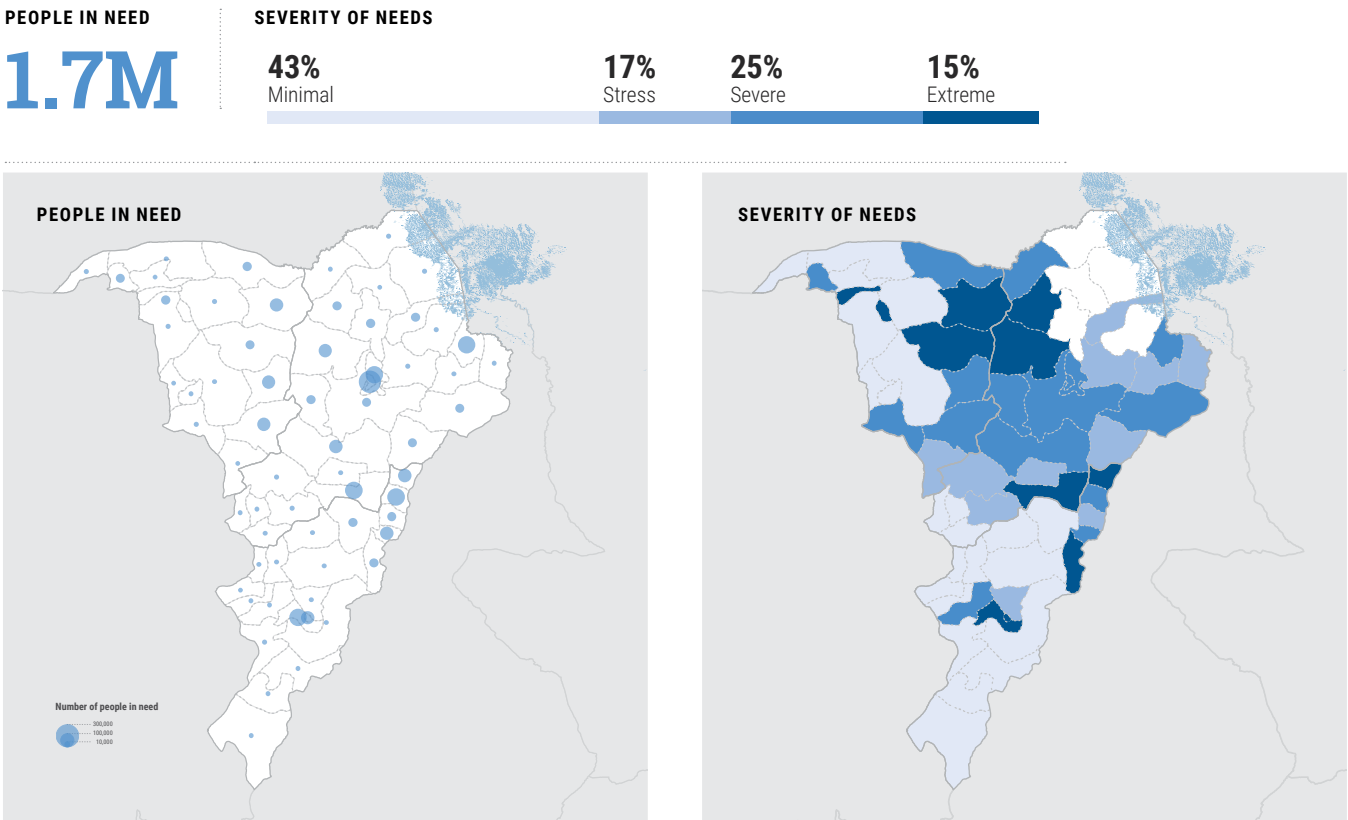 PEOPLE IN NEED
1.7M
SEVERITY OF NEEDS
43% 17% 25% 15%
Minimal Stress Severe Extreme
PEOPLE IN NEED
Number of people in need
300,000
100,000
10,000
SEVERITY OF NEEDS